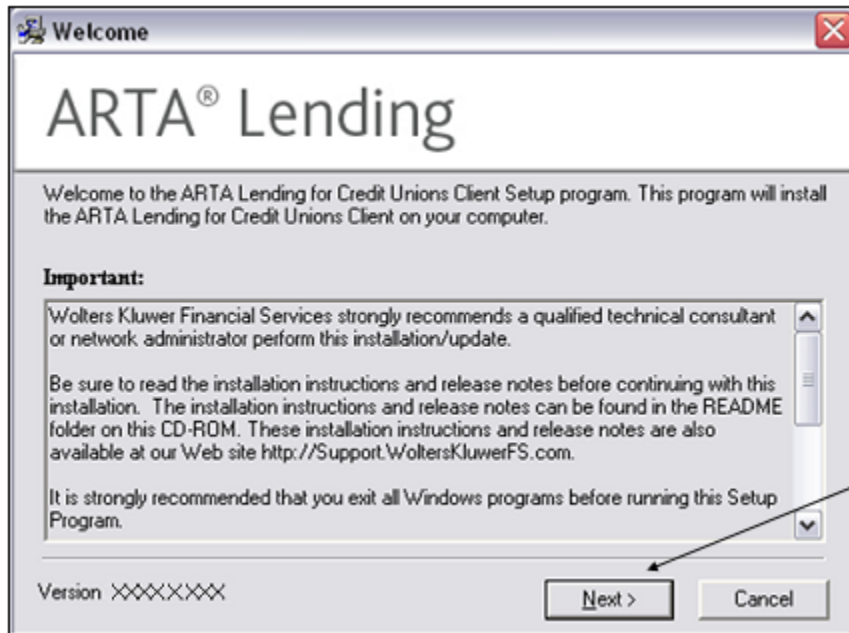 Welcome
ARTA® Lending
Welcome to the ARTA Lending for Credit Unions Client Setup program. This program will install
the ARTA Lending for Credit Unions Client on your computer.
Important:
Wolters Kluwer Financial Services strongly recommends a qualified technical consultant
or network administrator perform this installation/update.
Be sure to read the installation instructions and release notes before continuing with this
installation. The installation instructions and release notes can be found in the README
folder on this CD-ROM. These installation instructions and release notes are also
available at our Web site http://Support.WoltersKluwerFS.com.
It is strongly recommended that you exit all Windows programs before running this Setup
Program.
Version XXXX.X.XXX
Next >
Cancel